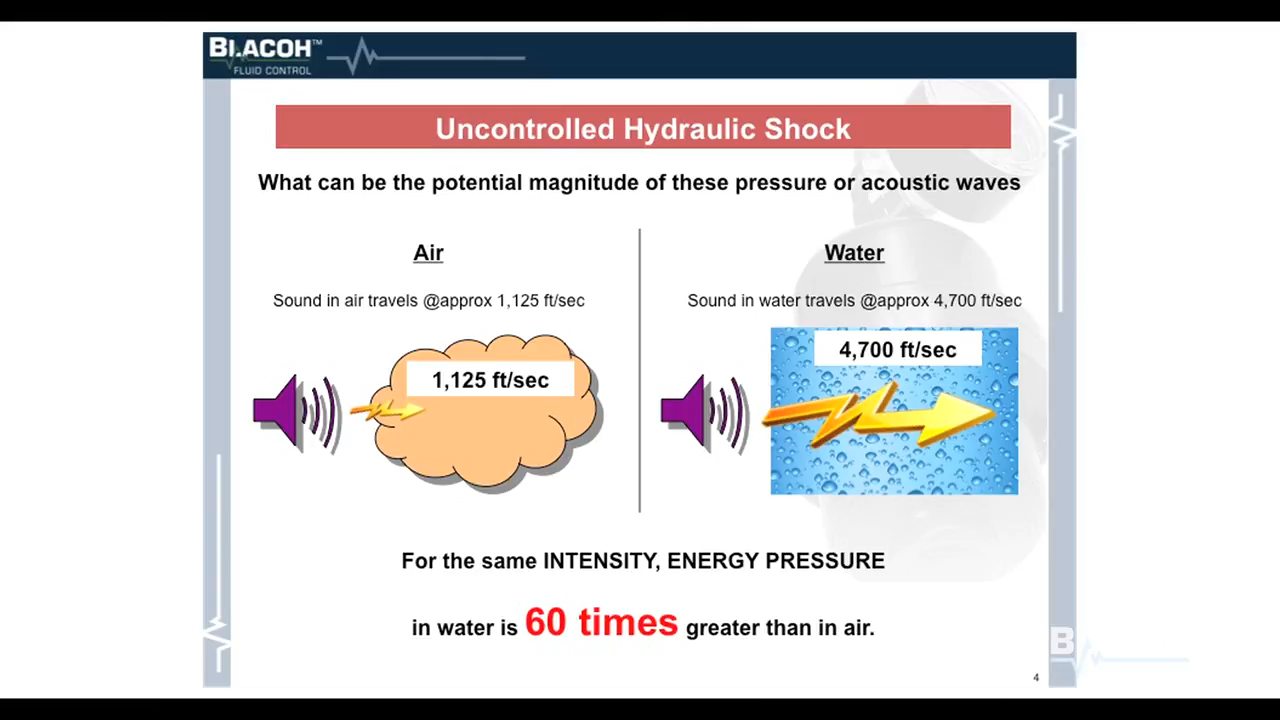 BLACOH™
FLUID CONTROL
Uncontrolled Hydraulic Shock
What can be the potential magnitude of these pressure or acoustic waves
Air
Sound in air travels @approx 1,125 ft/sec
1,125 ft/sec
Water
Sound in water travels @approx 4,700 ft/sec
4,700 ft/sec
For the same INTENSITY, ENERGY PRESSURE
in water is 60 times greater than in air.
B
4